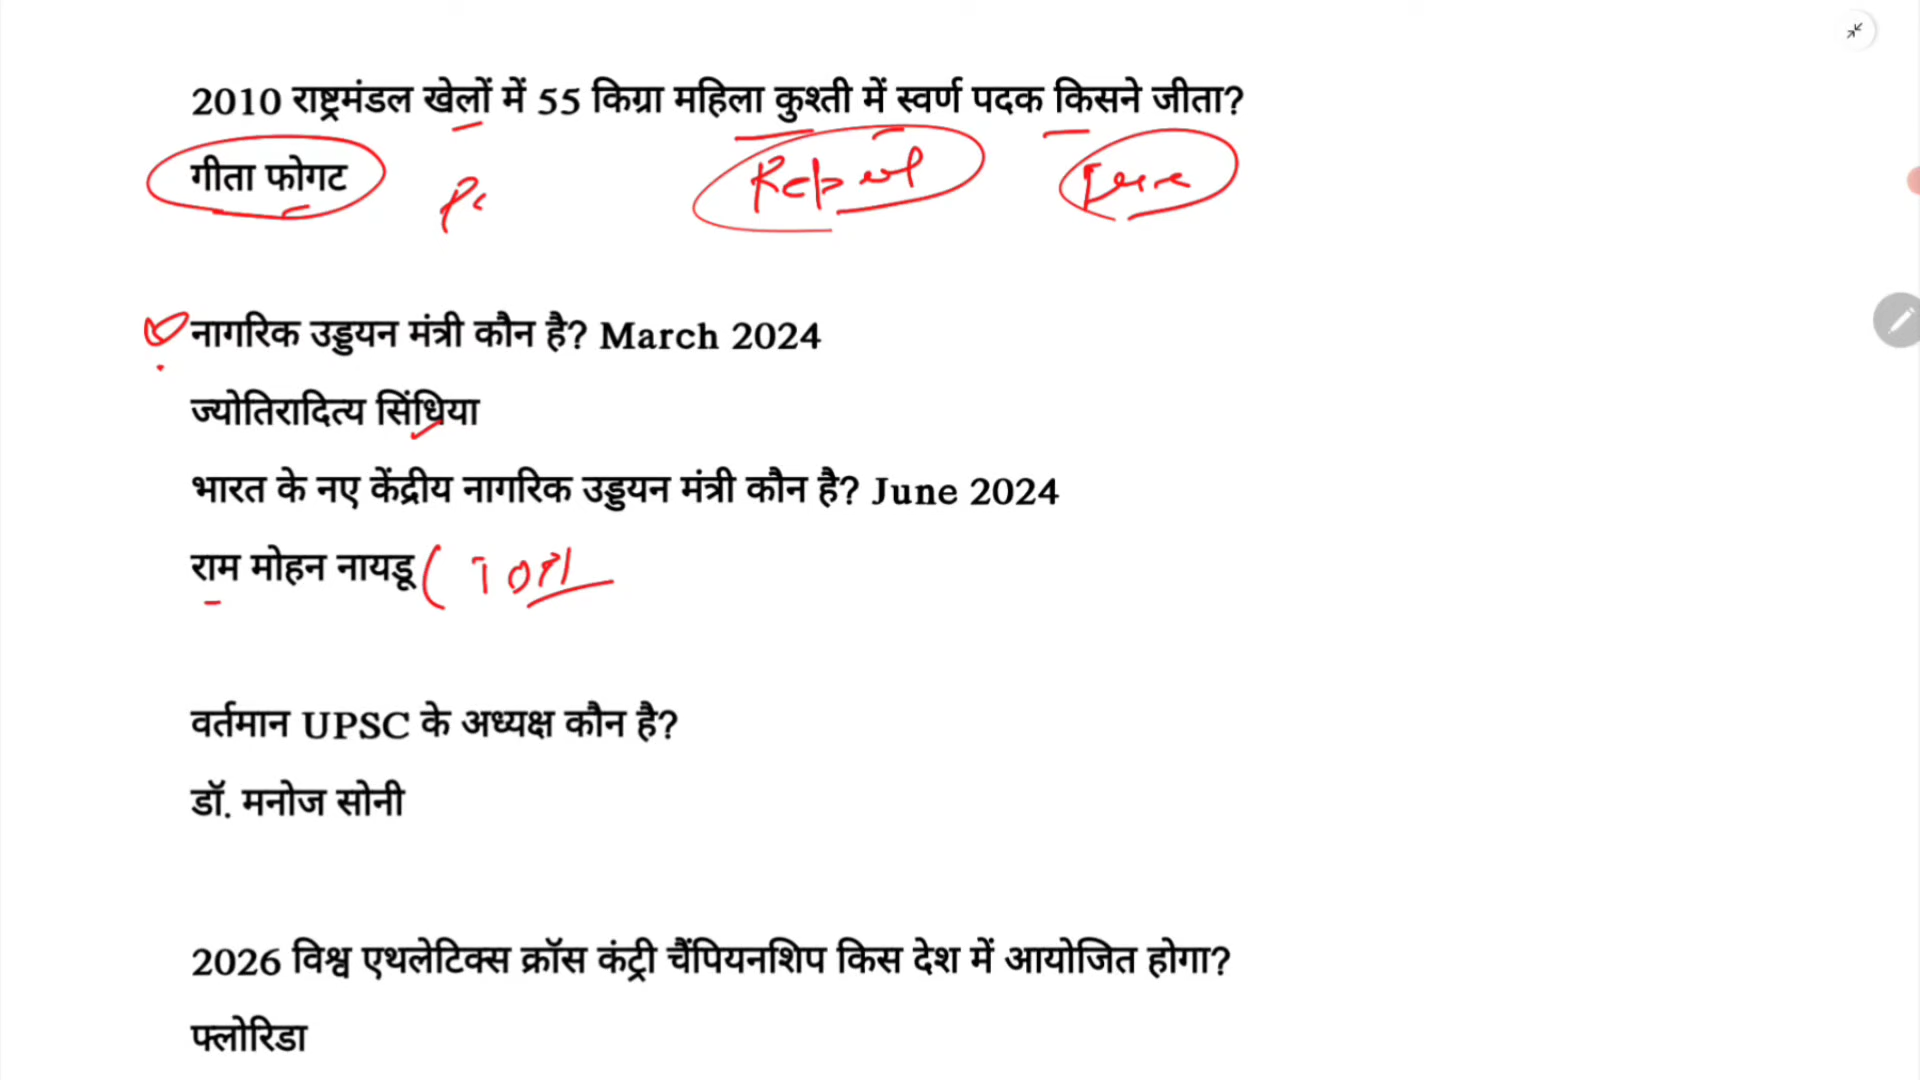 2010 राष्ट्रमंडल खेलों में 55 किग्रा महिला कुश्ती में स्वर्ण पदक किसने जीता?
गीता फोगट
नागरिक उड्डयन मंत्री कौन है? March 2024
ज्योतिरादित्य सिंधिया
भारत के नए केंद्रीय नागरिक उड्डयन मंत्री कौन है? June 2024
राम मोहन नायडू
वर्तमान UPSC के अध्यक्ष कौन है?
डॉ. मनोज सोनी
2026 विश्व एथलेटिक्स क्रॉस कंट्री चैंपियनशिप किस देश में आयोजित होगा?
फ्लोरिडा